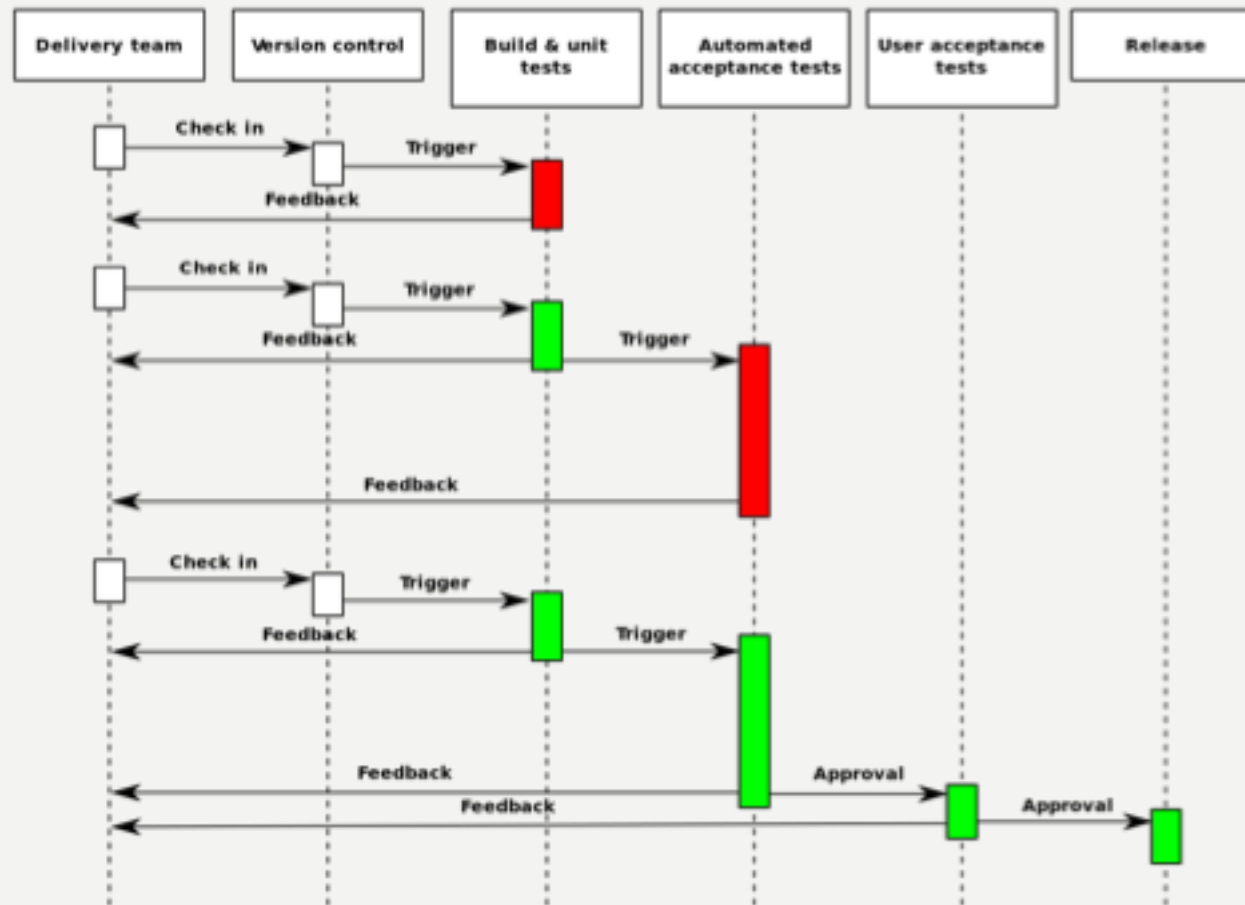 Delivery team
Version control
Build & unit
tests
Automated
acceptance tests
User acceptance
tests
Release
Check in
Trigger
Feedback
Check in
Trigger
Feedback
Trigger
Feedback
Check in
Trigger
Feedback
Trigger
Feedback
Approval
Feedback
Approval